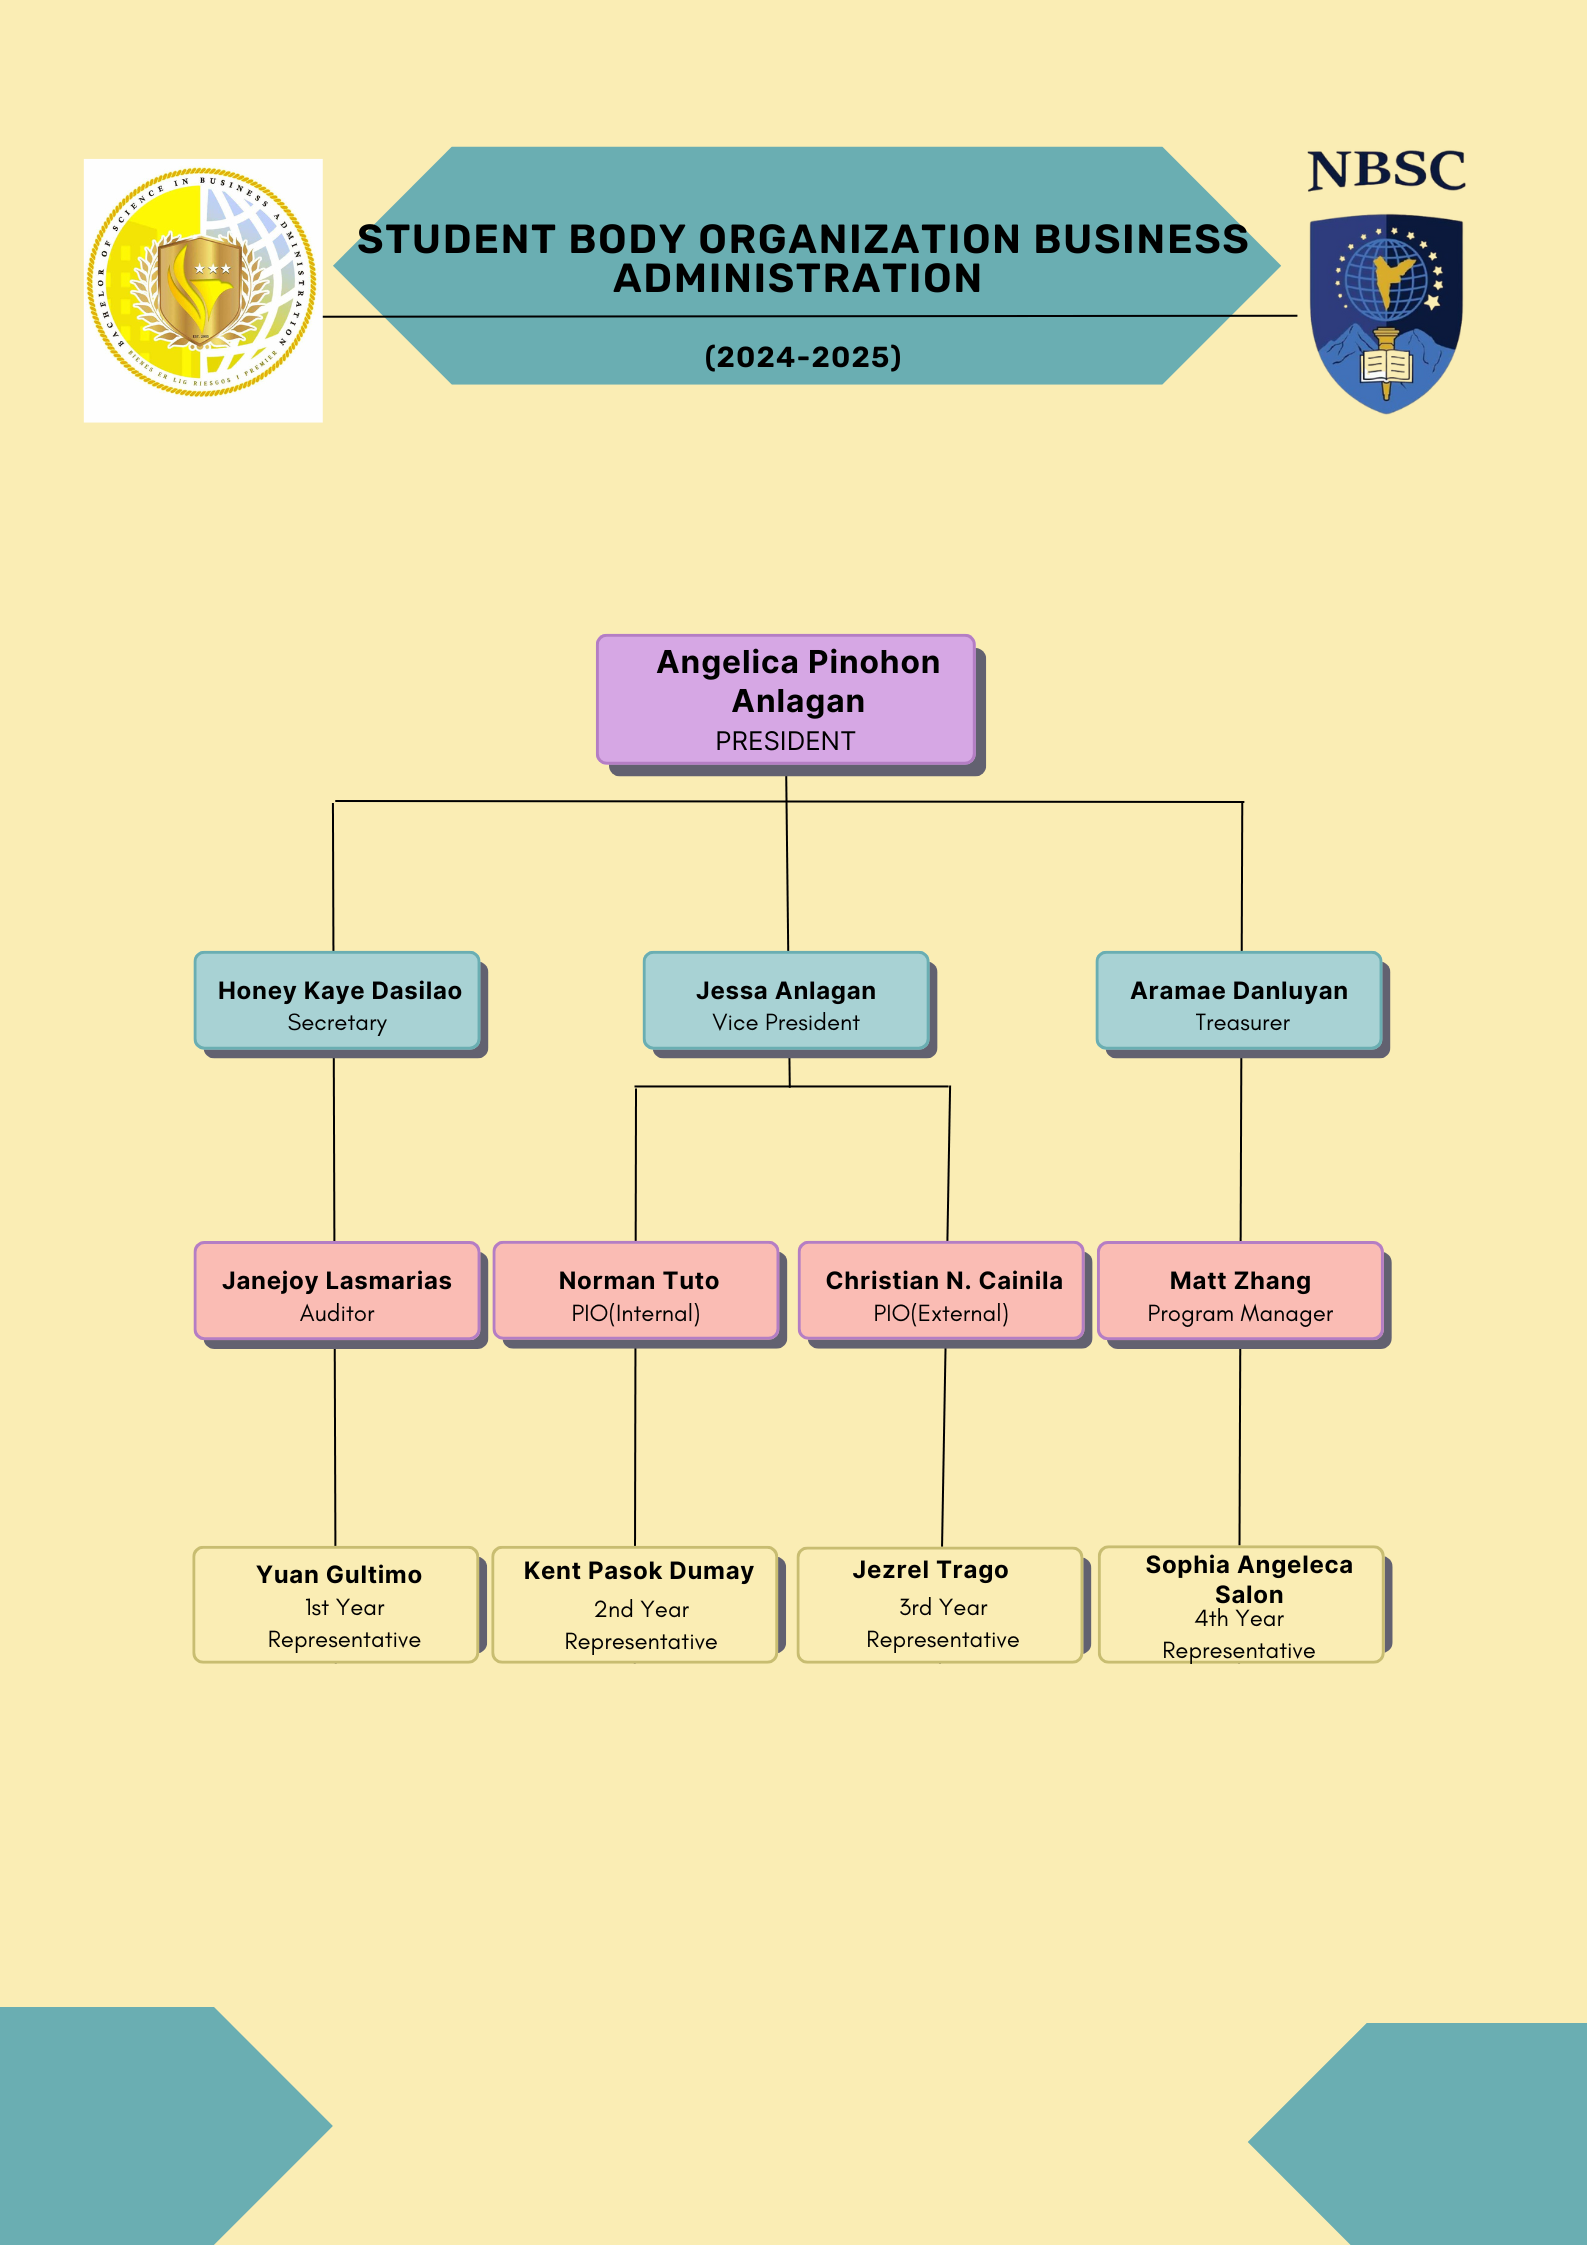 BACHELOR OF SCIENCE IN BUSINESS ADMINISTRATION
NBSC
STUDENT BODY ORGANIZATION BUSINESS
ADMINISTRATION
(2024-2025)
Angelica Pinohon
Anlagan
PRESIDENT
Honey Kaye Dasilao
Secretary
Jessa Anlagan
Vice President
Aramae Danluyan
Treasurer
Janejoy Lasmarias
Auditor
Norman Tuto
PIO(Internal)
Christian N. Cainila
PIO(External)
Matt Zhang
Program Manager
Yuan Gultimo
1st Year
Representative
Kent Pasok Dumay
2nd Year
Representative
Jezrel Trago
3rd Year
Representative
Sophia Angeleca
Salon
4th Year
Representative